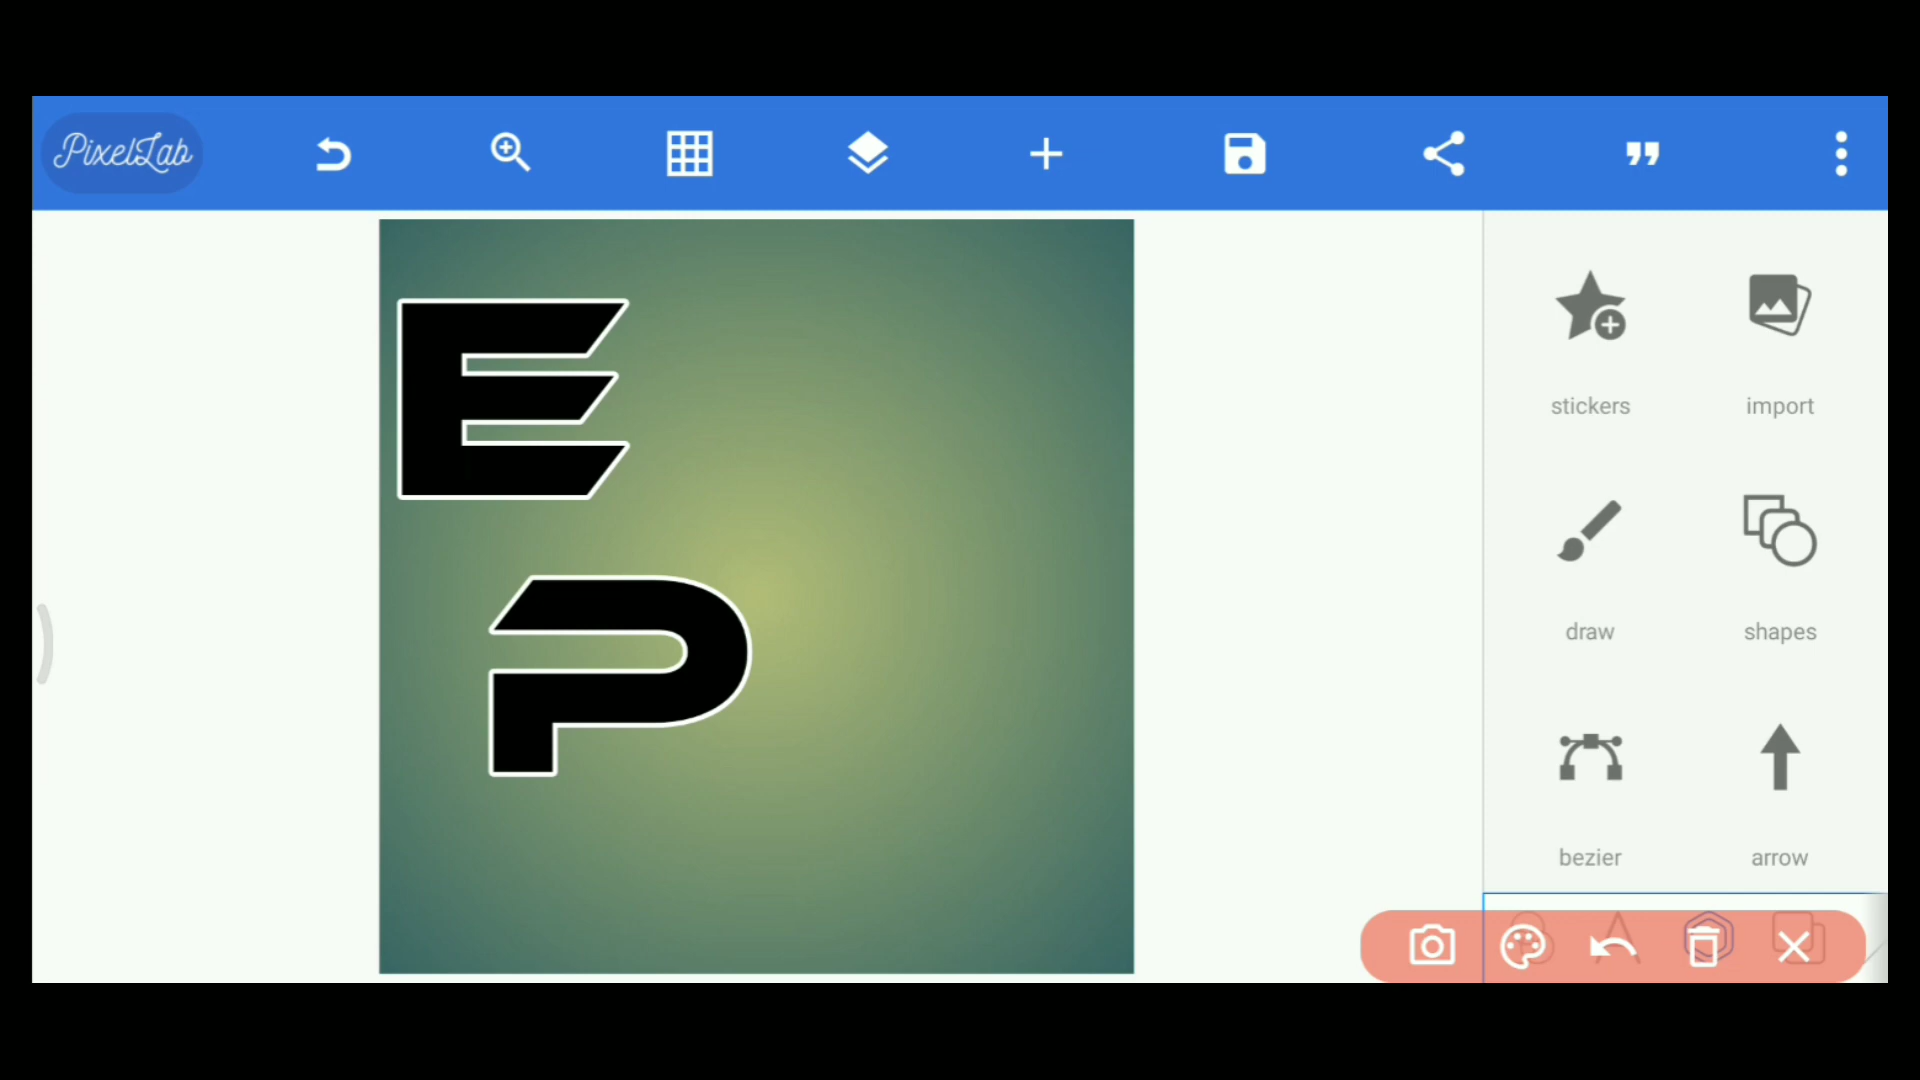 PixelLab
E
P
stickers
import
draw
shapes
bezier
arrow